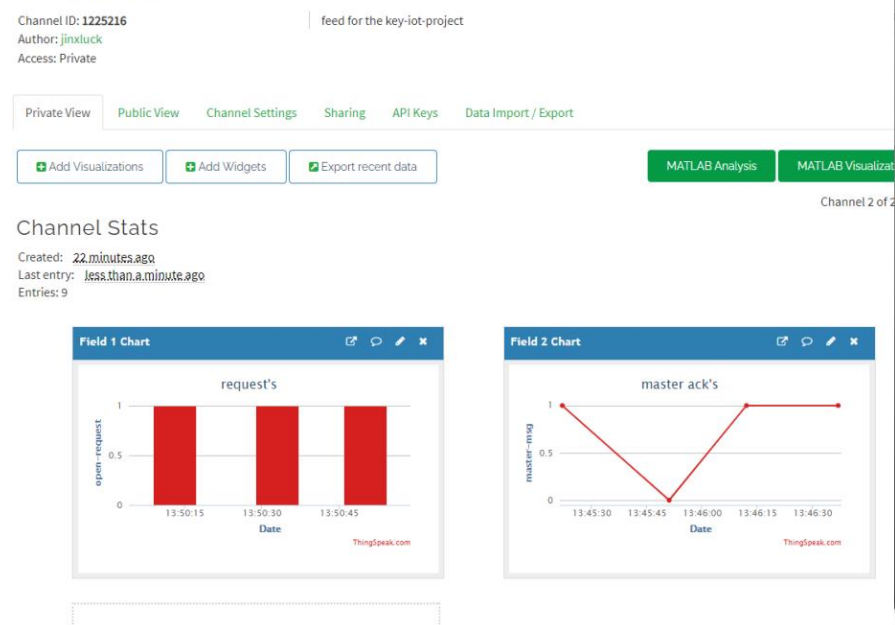 Channel ID: 1225216
Author: jinxluck
Access: Private
feed for the key-iot-project
Private View
Public View
Channel Settings
Sharing
API Keys
Data Import / Export
Add Visualizations
Add Widgets
Export recent data
MATLAB Analysis
MATLAB Visualizat
Channel 2 of 2
Channel Stats
Created: 22 minutes ago
Last entry: less than a minute ago
Entries: 9
Field 1 Chart
request's
open-request
1
0.5
0
13:50:15
13:50:30
13:50:45
Date
ThingSpeak.com
Field 2 Chart
master ack's
master-msg
1
0.5
0
13:45:30
13:45:45
13:46:00
13:46:15
13:46:30
Date
ThingSpeak.com